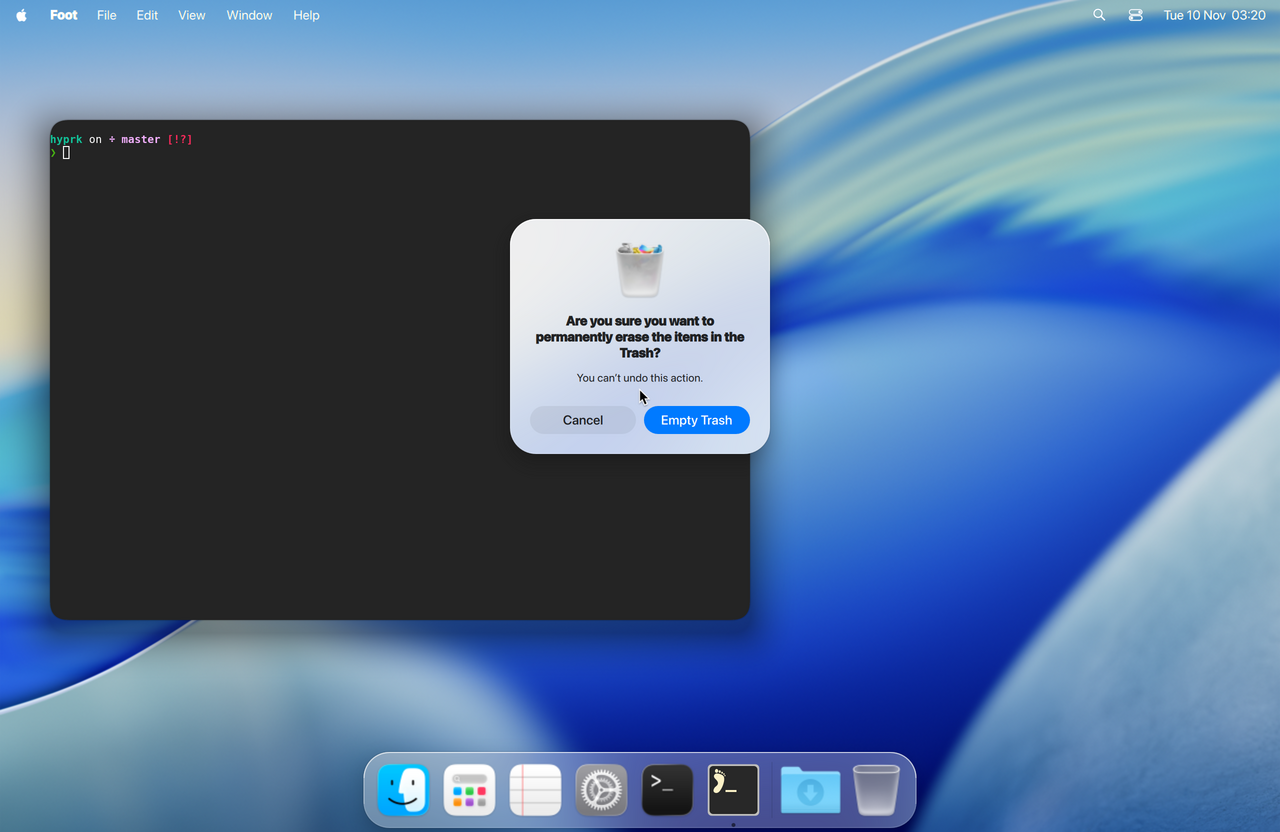 Foot File Edit View Window Help
Tue 10 Nov 03:20
hyprk on ÷ master [!?]
❯
Are you sure you want to
permanently erase the items in the
Trash?
You can't undo this action.
Cancel Empty Trash
>_